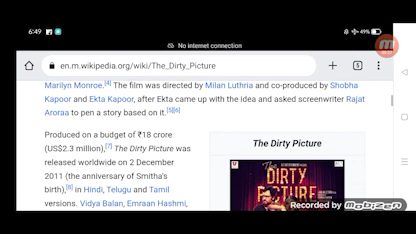 6:49
49%
No internet connection
en.m.wikipedia.org/wiki/The_Dirty_Picture
5
Marilyn Monroe.[4] The film was directed by Milan Luthria and co-produced by Shobha
Kapoor and Ekta Kapoor, after Ekta came up with the idea and asked screenwriter Rajat
Aroraa to pen a story based on it.[5][6]
Produced on a budget of ₹18 crore
(US$2.3 million),[7] The Dirty Picture was
released worldwide on 2 December
2011 (the anniversary of Smitha's
birth),[8] in Hindi, Telugu and Tamil
versions. Vidya Balan, Emraan Hashmi,
The Dirty Picture
The
DIRTY
PICTURE
Recorded by mobizen